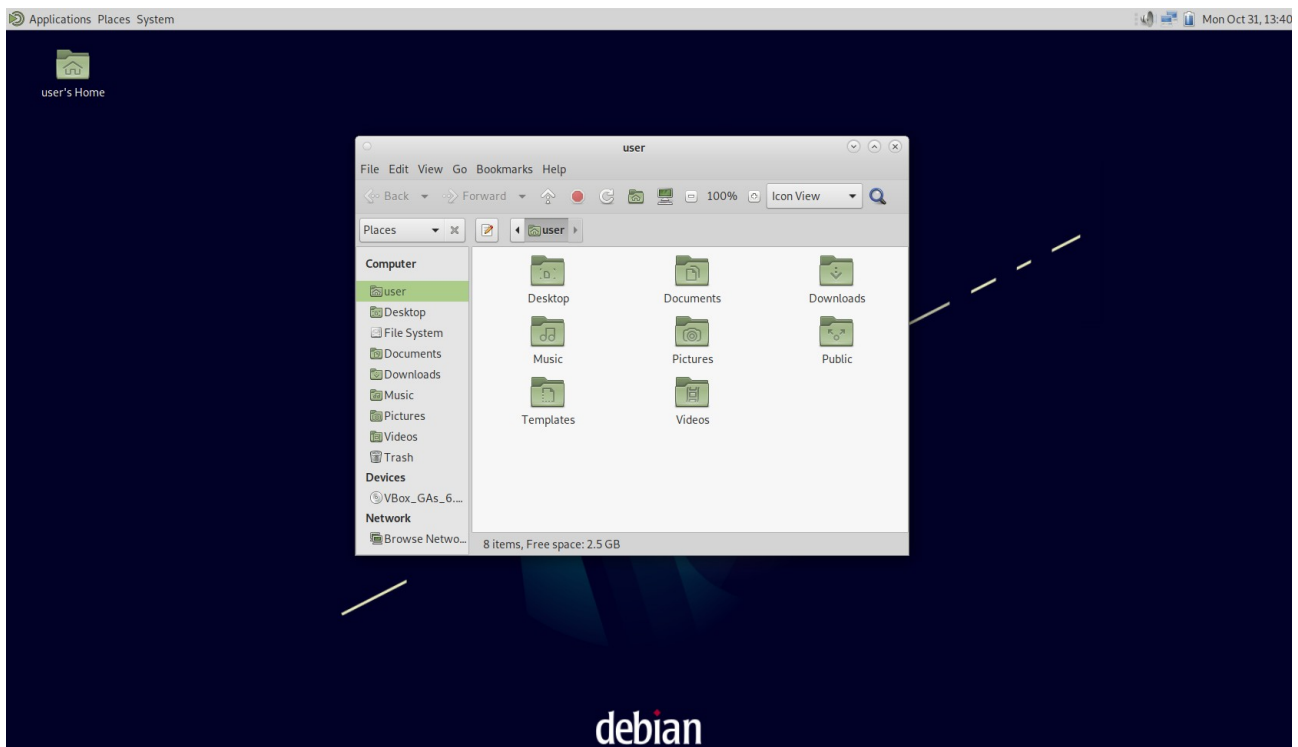 Applications Places System
Mon Oct 31, 13:40
user's Home
user
File Edit View Go Bookmarks Help
Back Forward 100% Icon View
Places user
Computer
user
Desktop
File System
Documents
Downloads
Music
Pictures
Videos
Trash
Devices
VBox_GAs_6....
Network
Browse Netwo...
Desktop Documents Downloads
Music Pictures Public
Templates Videos
8 items, Free space: 2.5 GB
debian